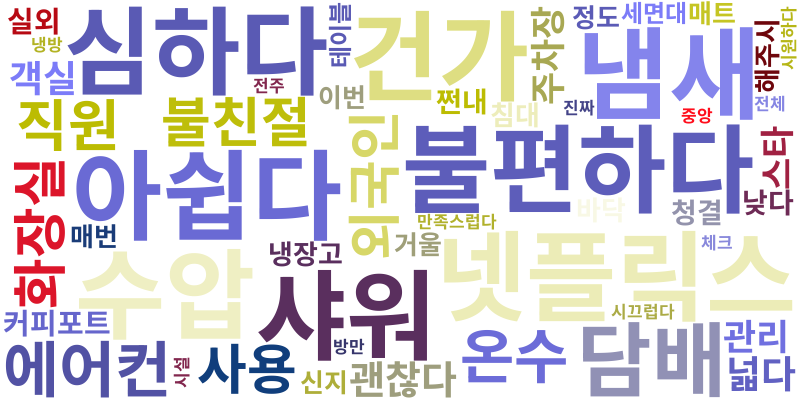 실외
심하다
테이블
건가
주차장
정도
세면대
매트
해주시
시원하다
냉방
객실
전주
이번
쩐내
침대
진짜
냄새
중앙
전체
직원
불친절
외국인
불편하다
스타
화장실
아쉽다
매번
만족스럽다
바닥
청결
낮다
수압
냉장고
거울
넷플릭스
체크
샤워
시끄럽다
커피포트
방만
온수
담배
관리
에어컨
시설
사용
신지
괜찮다
넓다